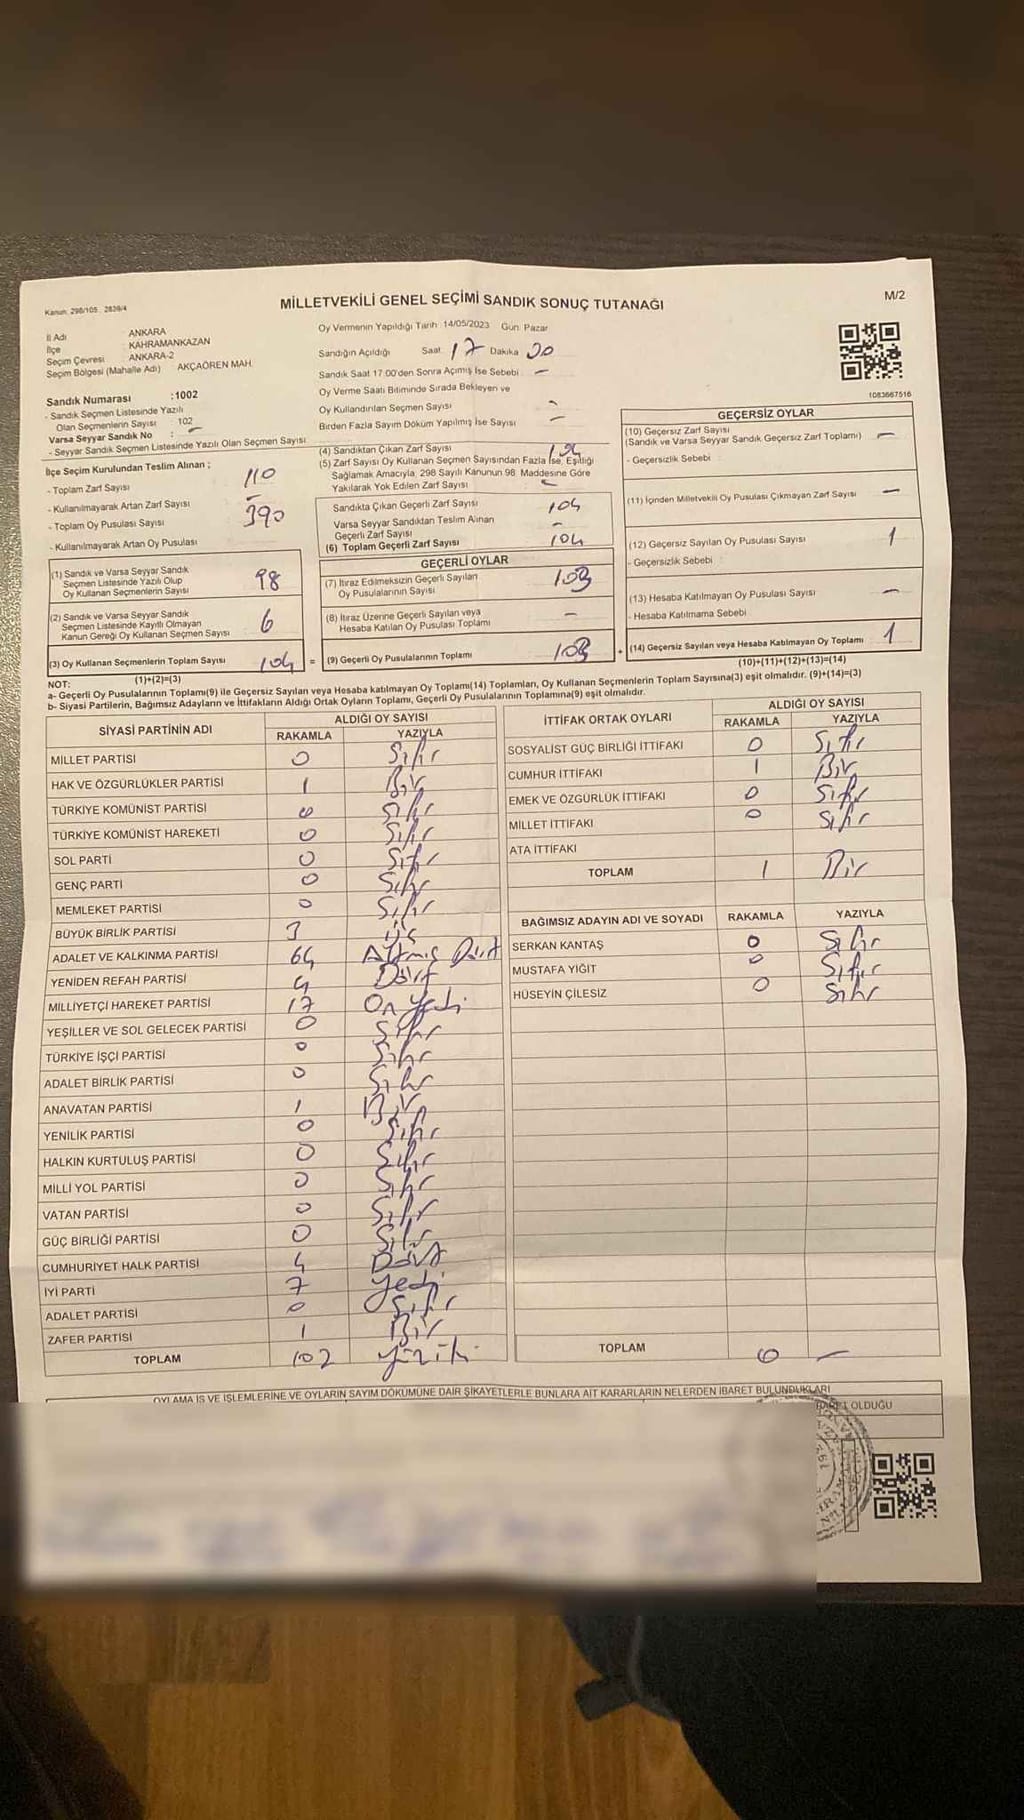 Kanun: 298/105 2839/4
MİLLETVEKİLİ GENEL SEÇİMİ SANDIK SONUÇ TUTANAĞI
M/2
İl Adı ANKARA
İlçe KAHRAMANKAZAN
Seçim Çevresi ANKARA-2
Seçim Bölgesi (Mahalle Adı) AKÇAÖREN MAH.
Sandık Numarası :1002
- Sandık Seçmen Listesinde Yazılı
Olan Seçmenlerin Sayısı : 102
Varsa Seyyar Sandık No : -
- Seyyar Sandık Seçmen Listesinde Yazılı Olan Seçmen Sayısı
İlçe Seçim Kurulundan Teslim Alınan ;
- Toplam Zarf Sayısı 110
- Kullanılmayarak Artan Zarf Sayısı -
- Toplam Oy Pusulası Sayısı 390
- Kullanılmayarak Artan Oy Pusulası
Oy Vermenin Yapıldığı Tarih 14/05/2023 Gün: Pazar
Sandığın Açıldığı Saat 17 Dakika
Sandık Saat 17:00'den Sonra Açımış İse Sebebi -
Oy Verme Saati Bitiminde Sırada Bekleyen ve
Oy Kullandırılan Seçmen Sayısı -
Birden Fazla Sayım Döküm Yapılmış İse Sayısı -
(4) Sandıktan Çıkan Zarf Sayısı 104
(5) Zarf Sayısı Oy Kullanan Seçmen Sayısından Fazla İse, Eşitliği
Sağlamak Amacıyla, 298 Sayılı Kanunun 98. Maddesine Göre
Yakılarak Yok Edilen Zarf Sayısı -
Sandıkta Çıkan Geçerli Zarf Sayısı 104
Varsa Seyyar Sandıktan Teslim Alınan
Geçerli Zarf Sayısı -
(6) Toplam Geçerli Zarf Sayısı 104
1083667516
GEÇERSİZ OYLAR
(10) Geçersiz Zarf Sayısı
(Sandık ve Varsa Seyyar Sandık Geçersiz Zarf Toplamı) -
- Geçersizlik Sebebi :
(11) İçinden Milletvekili Oy Pusulası Çıkmayan Zarf Sayısı -
(12) Geçersiz Sayılan Oy Pusulası Sayısı 1
- Geçersizlik Sebebi :
(13) Hesaba Katılmayan Oy Pusulası Sayısı -
- Hesaba Katılmama Sebebi :
(14) Geçersiz Sayılan veya Hesaba Katılmayan Oy Toplamı 1
(10)+(11)+(12)+(13)=(14)
(1) Sandık ve Varsa Seyyar Sandık
Seçmen Listesinde Yazılı Olup
Oy Kullanan Seçmenlerin Sayısı 98
(2) Sandık ve Varsa Seyyar Sandık
Seçmen Listesinde Kayıtlı Olmayan
Kanun Gereği Oy Kullanan Seçmen Sayısı 6
(3) Oy Kullanan Seçmenlerin Toplam Sayısı 104 =
(1)+(2)=(3)
GEÇERLİ OYLAR
(7) İtiraz Edilmeksizin Geçerli Sayılan
Oy Pusulalarının Sayısı 103
(8) İtiraz Üzerine Geçerli Sayılan veya
Hesaba Katılan Oy Pusulası Toplamı -
(9) Geçerli Oy Pusulalarının Toplamı 103 +
NOT:
a- Geçerli Oy Pusulalarının Toplamı(9) ile Geçersiz Sayılan veya Hesaba katılmayan Oy Toplamı(14) Toplamları, Oy Kullanan Seçmenlerin Toplam Sayısına(3) eşit olmalıdır. (9)+(14)=(3)
b- Siyasi Partilerin, Bağımsız Adayların ve İttifakların Aldığı Ortak Oyların Toplamı, Geçerli Oy Pusulalarının Toplamına(9) eşit olmalıdır.
SİYASİ PARTİNİN ADI ALDIĞI OY SAYISI
RAKAMLA YAZIYLA
MİLLET PARTİSİ 0 Sıfır
HAK VE ÖZGÜRLÜKLER PARTİSİ 1 Bir
TÜRKİYE KOMÜNİST PARTİSİ 0 Sıfır
TÜRKİYE KOMÜNİST HAREKETİ 0 Sıfır
SOL PARTİ 0 Sıfır
GENÇ PARTİ 0 Sıfır
MEMLEKET PARTİSİ 0 Sıfır
BÜYÜK BİRLİK PARTİSİ 3 üç
ADALET VE KALKINMA PARTİSİ 64 Altmış Dört
YENİDEN REFAH PARTİSİ 4 Dört
MİLLİYETÇİ HAREKET PARTİSİ 17 On yedi
YEŞİLLER VE SOL GELECEK PARTİSİ 0 Sıfır
TÜRKİYE İŞÇİ PARTİSİ 0 Sıfır
ADALET BİRLİK PARTİSİ 0 Sıfır
ANAVATAN PARTİSİ 1 Bir
YENİLİK PARTİSİ 0 Sıfır
HALKIN KURTULUŞ PARTİSİ 0 Sıfır
MİLLİ YOL PARTİSİ 0 Sıfır
VATAN PARTİSİ 0 Sıfır
GÜÇ BİRLİĞİ PARTİSİ 0 Sıfır
CUMHURİYET HALK PARTİSİ 4 Dört
İYİ PARTİ 7 yedi
ADALET PARTİSİ 0 Sıfır
ZAFER PARTİSİ 1 Bir
TOPLAM 102 yüziki
İTTİFAK ORTAK OYLARI ALDIĞI OY SAYISI
RAKAMLA YAZIYLA
SOSYALİST GÜÇ BİRLİĞİ İTTİFAKI 0 Sıfır
CUMHUR İTTİFAKI 1 Bir
EMEK VE ÖZGÜRLÜK İTTİFAKI 0 Sıfır
MİLLET İTTİFAKI 0 Sıfır
ATA İTTİFAKI
TOPLAM 1 Bir
BAĞIMSIZ ADAYIN ADI VE SOYADI RAKAMLA YAZIYLA
SERKAN KANTAŞ 0 Sıfır
MUSTAFA YİĞİT 0 Sıfır
HÜSEYİN ÇİLESİZ 0 Sıfır
TOPLAM 0 -
OYLAMA İŞ VE İŞLEMLERİNE VE OYLARIN SAYIM DÖKÜMÜNE DAİR ŞİKAYETLERLE BUNLARA AİT KARARLARIN NELERDEN İBARET BULUNDUKLARI
OLDUĞU